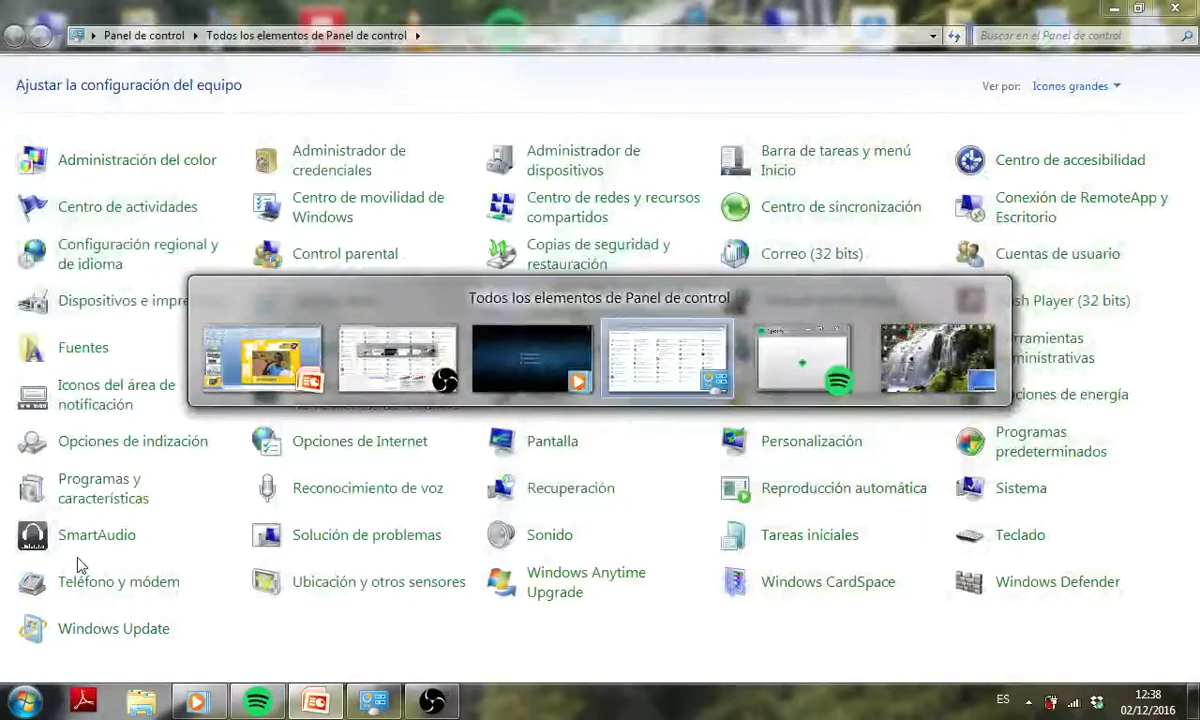 Panel de control
Todos los elementos de Panel de control
Buscar en el Panel de control
Ajustar la configuración del equipo
Ver por:
Iconos grandes
Administración del color
Administrador de
credenciales
Administrador de
dispositivos
Barra de tareas y menú
Inicio
Centro de accesibilidad
Centro de actividades
Centro de movilidad de
Windows
Centro de redes y recursos
compartidos
Centro de sincronización
Conexión de RemoteApp y
Escritorio
Configuración regional y
de idioma
Control parental
Copias de seguridad y
restauración
Correo (32 bits)
Cuentas de usuario
Dispositivos e impre
Todos los elementos de Panel de control
ash Player (32 bits)
Fuentes
erramientas
ministrativas
Iconos del área de
notificación
ciones de energía
Opciones de indización
Opciones de Internet
Pantalla
Personalización
Programas
predeterminados
Programas y
características
Reconocimiento de voz
Recuperación
Reproducción automática
Sistema
SmartAudio
Solución de problemas
Sonido
Tareas iniciales
Teclado
Teléfono y módem
Ubicación y otros sensores
Windows Anytime
Upgrade
Windows CardSpace
Windows Defender
Windows Update
ES
12:38
02/12/2016